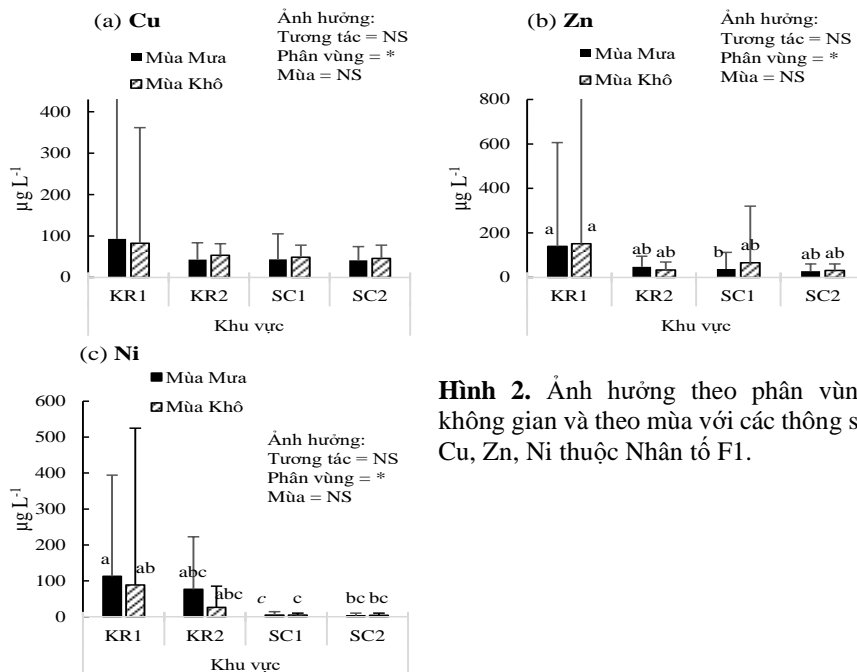 (a) Cu
Mùa Mưa
Mùa Khô
Ảnh hưởng:
Tương tác = NS
Phân vùng = *
Mùa = NS
µg L-1
400
300
200
100
0
KR1 KR2 SC1 SC2
Khu vực
(b) Zn
Mùa Mưa
Mùa Khô
Ảnh hưởng:
Tương tác = NS
Phân vùng = *
Mùa = NS
µg L-1
800
600
400
200
0
a a ab ab b ab ab ab
KR1 KR2 SC1 SC2
Khu vực
(c) Ni
Mùa Mưa
Mùa Khô
Ảnh hưởng:
Tương tác = NS
Phân vùng = *
Mùa = NS
µg L-1
600
500
400
300
200
100
0
a ab abc abc c c bc bc
KR1 KR2 SC1 SC2
Khu vực
Hình 2. Ảnh hưởng theo phân vùn
không gian và theo mùa với các thông s
Cu, Zn, Ni thuộc Nhân tố F1.